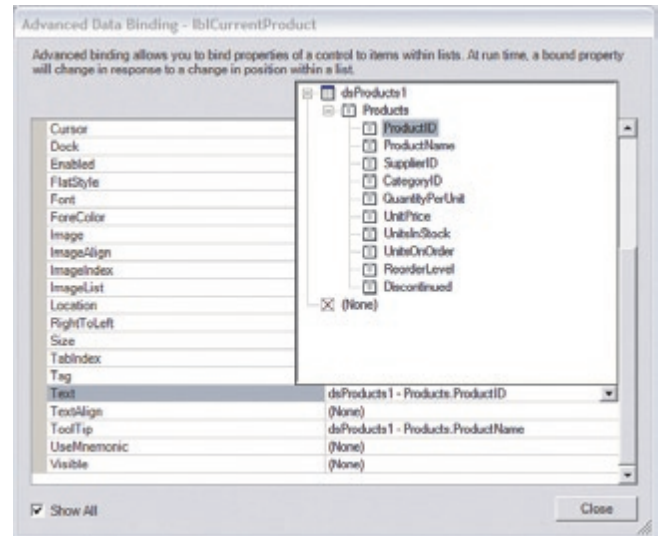 Advanced Data Binding - lblCurrentProduct
Advanced binding allows you to bind properties of a control to items within lists. At run time, a bound property
will change in response to a change in position within a list.
dsProducts1
Products
Cursor ProductID
Dock ProductName
Enabled SupplierID
FlatStyle CategoryID
Font QuantityPerUnit
ForeColor UnitPrice
Image UnitsInStock
ImageAlign UnitsOnOrder
ImageIndex ReorderLevel
ImageList Discontinued
Location (None)
RightToLeft
Size
TabIndex
Tag
Text dsProducts1 - Products.ProductID
TextAlign (None)
ToolTip dsProducts1 - Products.ProductName
UseMnemonic (None)
Visible (None)
Show All Close